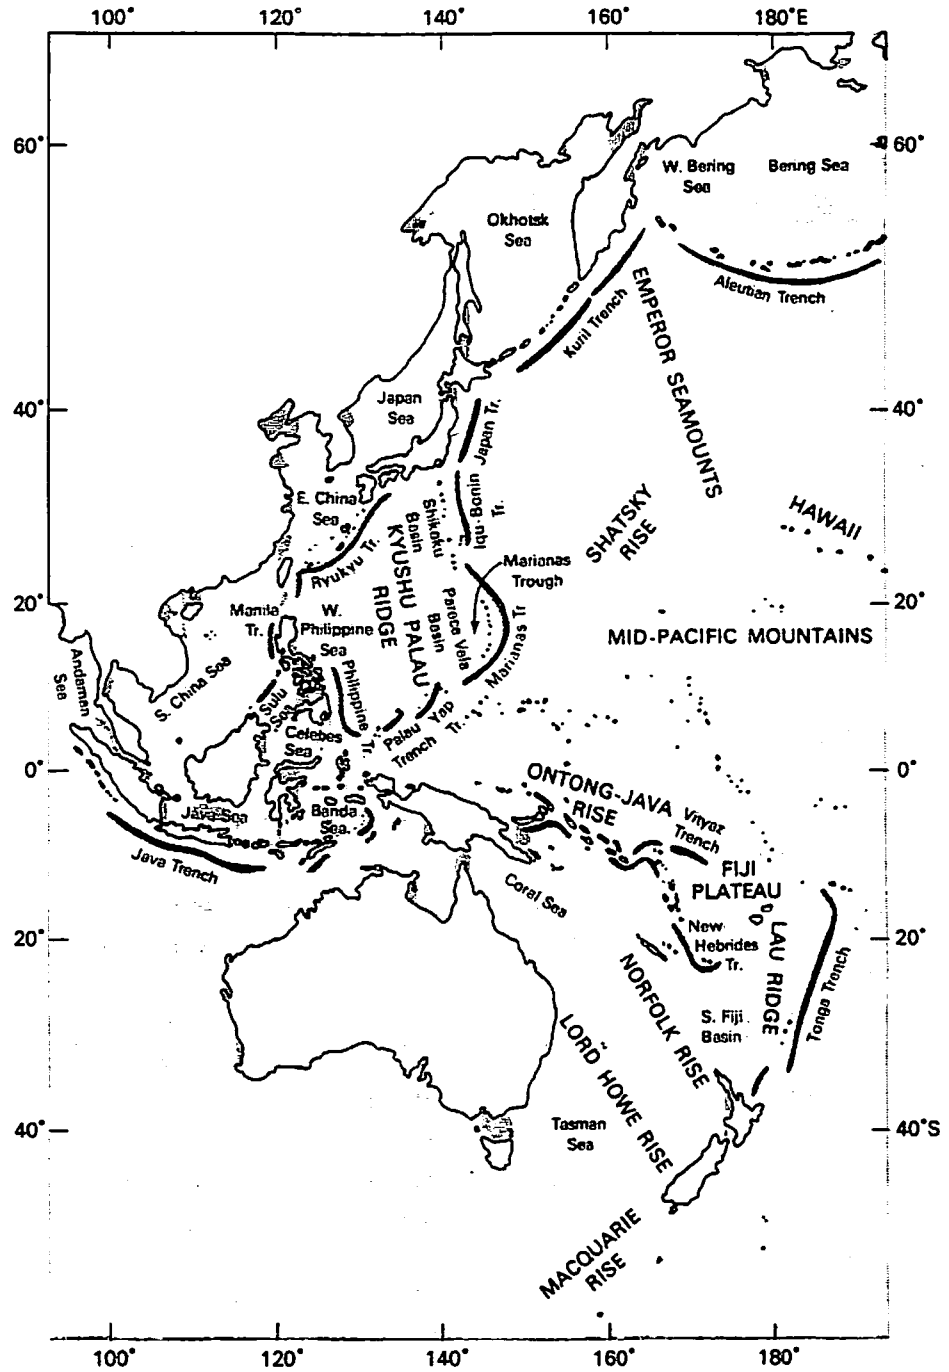 100°
120°
140°
160°
180°E
60°
60°
W. Bering
Sea
Bering Sea
Okhotsk
Sea
Aleutian Trench
Kuril Trench
EMPEROR SEAMOUNTS
Japan
Sea
40°
40°
Japan Tr.
E. China
Sea
Ryukyu Tr.
Shikoku
Basin
Bonin
Tr.
KYUSHU PALAU
RIDGE
SHATSKY
RISE
HAWAII
Marianas
Trough
20°
20°
Manila
Tr.
W.
Philippine
Sea
Parece Vela
Basin
Marianas Tr
MID-PACIFIC MOUNTAINS
Andaman
Sea
S. China Sea
Sulu
Sea
Philippine
Tr.
Celebes
Sea
Palau
Trench
Yap
Tr.
0°
0°
Java Sea
Banda
Sea
Java Trench
ONTONG-JAVA
RISE
Vityaz
Trench
FIJI
PLATEAU
Coral Sea
New
Hebrides
Tr.
LAU RIDGE
Tonga Trench
20°
20°
NORFOLK RISE
S. Fiji
Basin
LORD HOWE RISE
Tasman
Sea
40°
40°S
MACQUARIE
RISE
100°
120°
140°
160°
180°